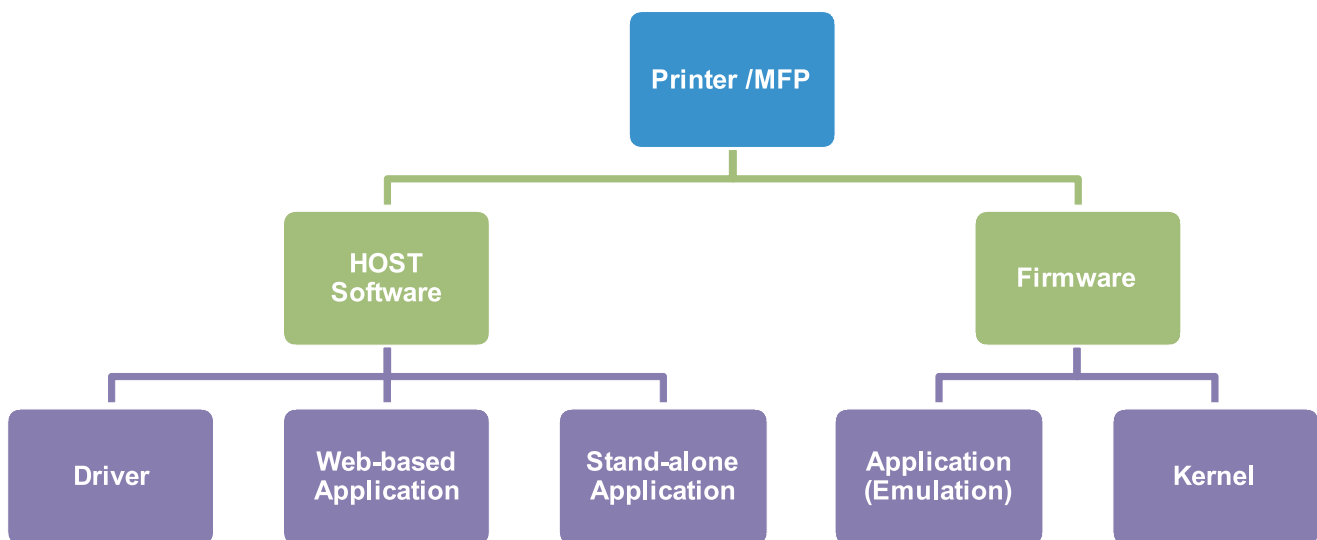 Printer /MFP
HOST
Software
Firmware
Driver
Web-based
Application
Stand-alone
Application
Application
(Emulation)
Kernel